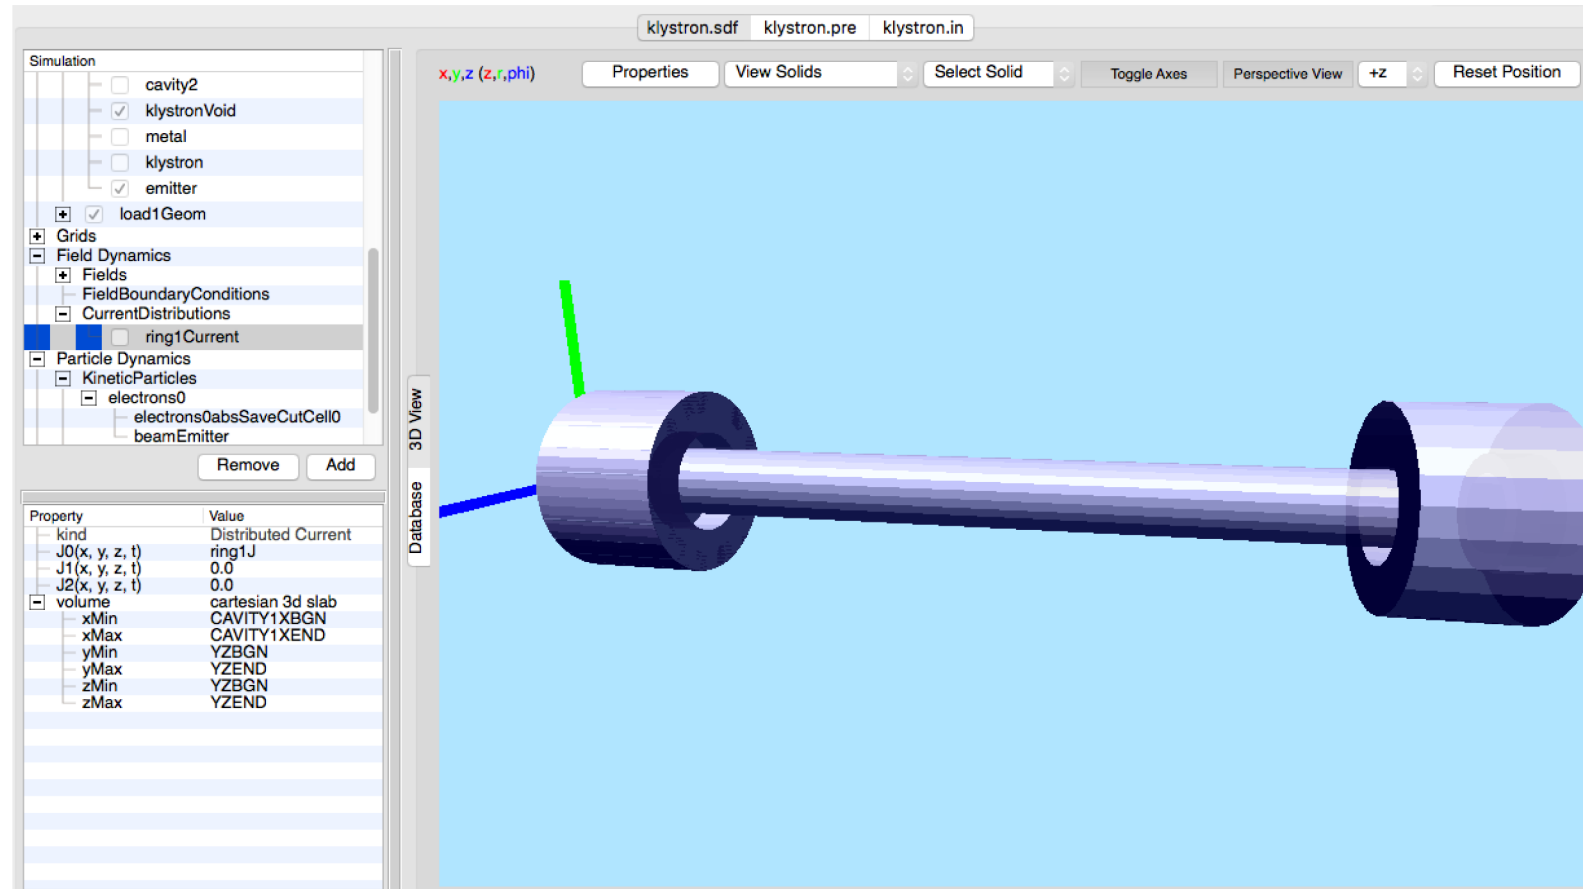 klystron.sdf klystron.pre klystron.in
Simulation
cavity2
klystronVoid
metal
klystron
emitter
load1Geom
Grids
Field Dynamics
Fields
FieldBoundaryConditions
CurrentDistributions
ring1Current
Particle Dynamics
KineticParticles
electrons0
electrons0absSaveCutCell0
beamEmitter
Remove Add
Property Value
kind Distributed Current
J0(x, y, z, t) ring1J
J1(x, y, z, t) 0.0
J2(x, y, z, t) 0.0
volume cartesian 3d slab
xMin CAVITY1XBGN
xMax CAVITY1XEND
yMin YZBGN
yMax YZEND
zMin YZBGN
zMax YZEND
3D View
Database
x,y,z (z,r,phi) Properties View Solids Select Solid Toggle Axes Perspective View +z Reset Position